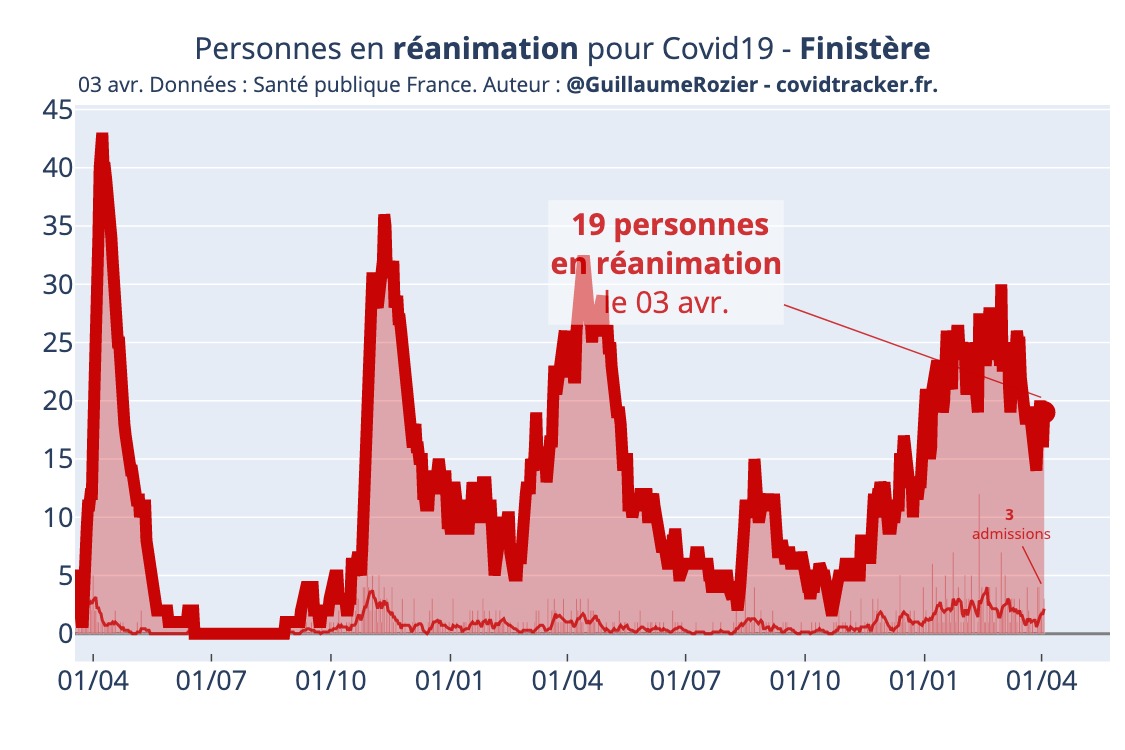 Personnes en réanimation pour Covid19 - Finistère
03 avr. Données : Santé publique France. Auteur : @GuillaumeRozier - covidtracker.fr.
45
40
35
30
25
20
15
10
5
0
19 personnes
en réanimation
le 03 avr.
3
admissions
01/04 01/07 01/10 01/01 01/04 01/07 01/10 01/01 01/04